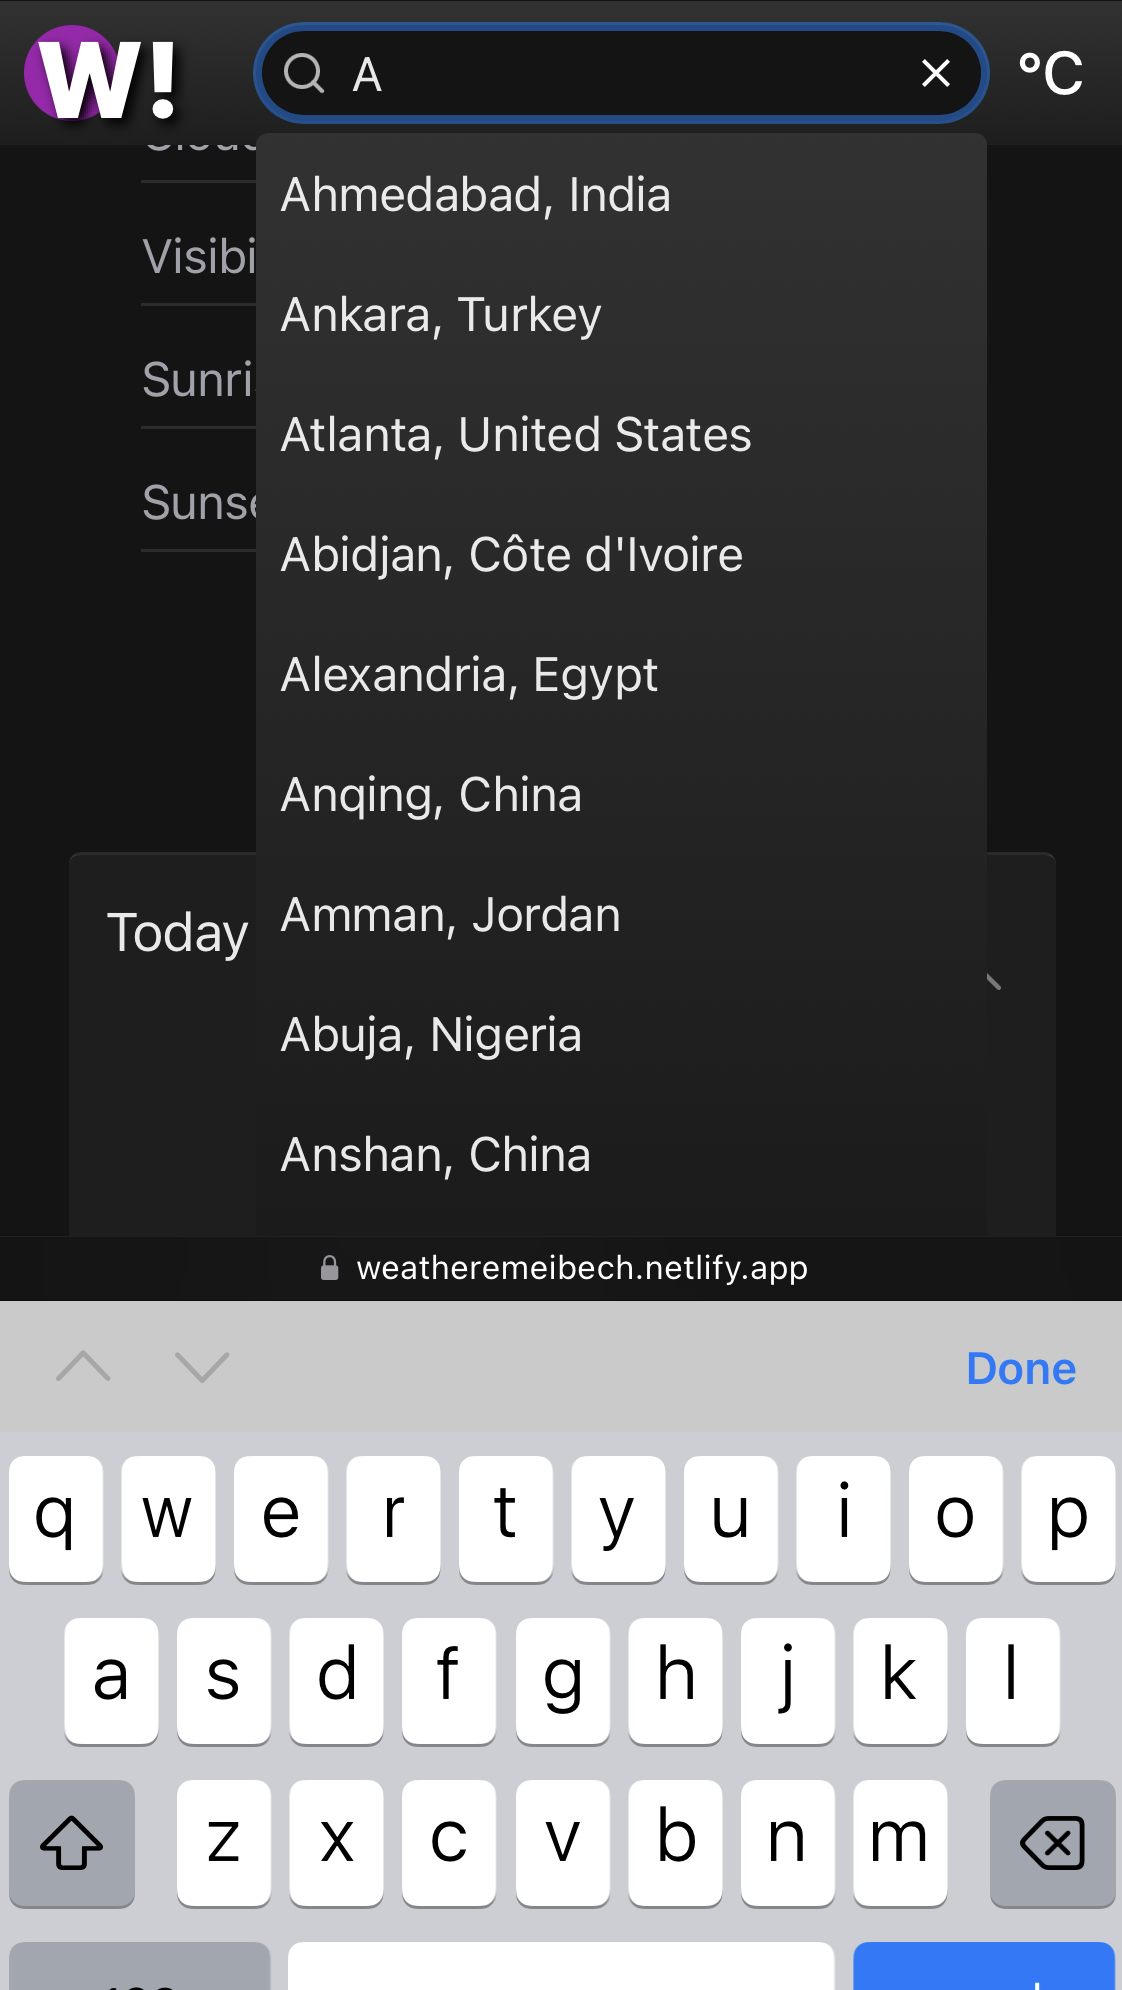 W!
A
°C
Visibi
Sunri
Sunse
Ahmedabad, India
Ankara, Turkey
Atlanta, United States
Abidjan, Côte d'Ivoire
Alexandria, Egypt
Anqing, China
Amman, Jordan
Today
Abuja, Nigeria
Anshan, China
weatheremeibech.netlify.app
Done
q w e r t y u i o p
a s d f g h j k l
z x c v b n m